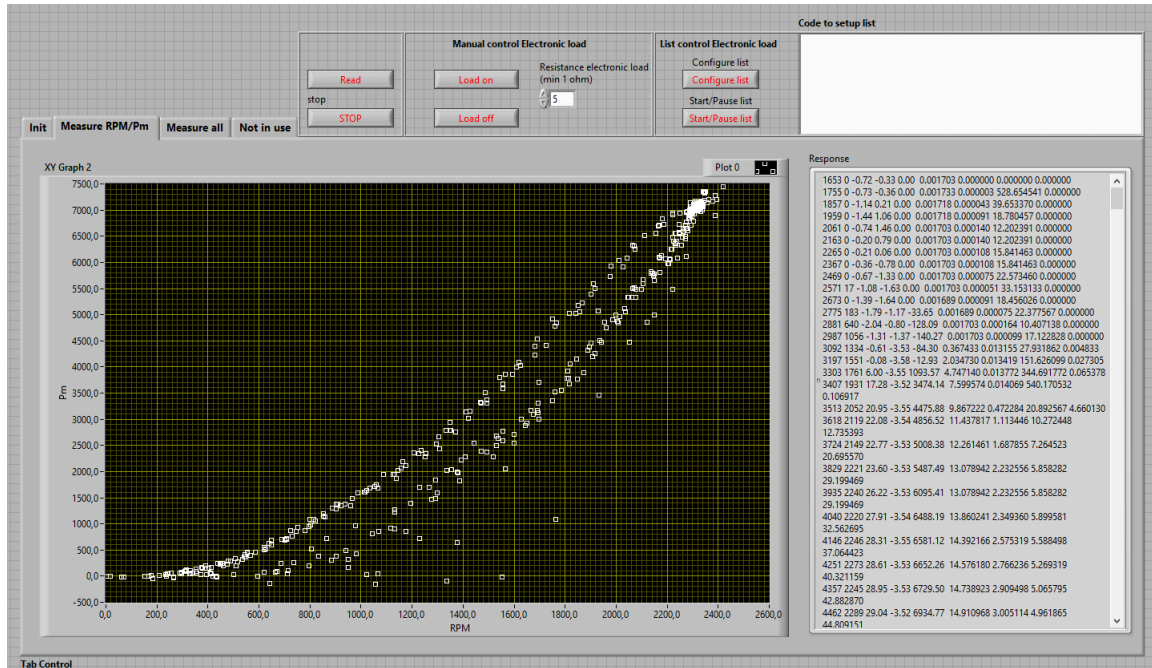 Code to setup list
Manual control Electronic load
List control Electronic load
Read
stop
STOP
Load on
Load off
Resistance electronic load
(min 1 ohm)
5
Configure list
Configure list
Start/Pause list
Start/Pause list
Init
Measure RPM/Pm
Measure all
Not in use
XY Graph 2
Plot 0
7500,0
7000,0
6500,0
6000,0
5500,0
5000,0
4500,0
4000,0
3500,0
3000,0
2500,0
2000,0
1500,0
1000,0
500,0
0,0
-500,0
Pm
0,0 200,0 400,0 600,0 800,0 1000,0 1200,0 1400,0 1600,0 1800,0 2000,0 2200,0 2400,0 2600,0
RPM
Response
1653 0 -0.72 -0.33 0.00 0.001703 0.000000 0.000000 0.000000
1755 0 -0.73 -0.36 0.00 0.001733 0.000003 528.654541 0.000000
1857 0 -1.14 0.21 0.00 0.001718 0.000043 39.653370 0.000000
1959 0 -1.44 1.06 0.00 0.001718 0.000091 18.780457 0.000000
2061 0 -0.74 1.46 0.00 0.001703 0.000140 12.202391 0.000000
2163 0 -0.20 0.79 0.00 0.001703 0.000140 12.202391 0.000000
2265 0 -0.21 0.06 0.00 0.001703 0.000108 15.841463 0.000000
2367 0 -0.36 -0.78 0.00 0.001703 0.000108 15.841463 0.000000
2469 0 -0.67 -1.33 0.00 0.001703 0.000075 22.573460 0.000000
2571 17 -1.08 -1.63 0.00 0.001703 0.000051 33.153133 0.000000
2673 0 -1.39 -1.64 0.00 0.001689 0.000091 18.456026 0.000000
2775 183 -1.79 -1.17 -33.65 0.001689 0.000075 22.377567 0.000000
2881 640 -2.04 -0.80 -128.09 0.001703 0.000164 10.407138 0.000000
2987 1056 -1.31 -1.37 -140.27 0.001703 0.000099 17.122828 0.000000
3092 1334 -0.61 -3.53 -84.30 0.367433 0.013155 27.931862 0.004833
3197 1551 -0.08 -3.58 -12.93 2.034730 0.013419 151.626099 0.027305
3303 1761 6.00 -3.55 1093.57 4.747140 0.013772 344.691772 0.065378
3407 1931 17.28 -3.52 3474.14 7.599574 0.014069 540.170532
0.106917
3513 2052 20.95 -3.55 4475.88 9.867222 0.472284 20.892567 4.660130
3618 2119 22.08 -3.54 4856.52 11.437817 1.113446 10.272448
12.735393
3724 2149 22.77 -3.53 5008.38 12.261461 1.687855 7.264523
20.695570
3829 2221 23.60 -3.53 5487.49 13.078942 2.232556 5.858282
29.199469
3935 2240 26.22 -3.53 6095.41 13.078942 2.232556 5.858282
29.199469
4040 2220 27.91 -3.54 6488.19 13.860241 2.349360 5.899581
32.562695
4146 2246 28.31 -3.55 6581.12 14.392166 2.575319 5.588498
37.064423
4251 2273 28.61 -3.53 6652.26 14.576180 2.766236 5.269319
40.321159
4357 2245 28.95 -3.53 6729.50 14.738923 2.909498 5.065795
42.882870
4462 2289 29.04 -3.52 6934.77 14.910968 3.005114 4.961865
44.809151
Tab Control